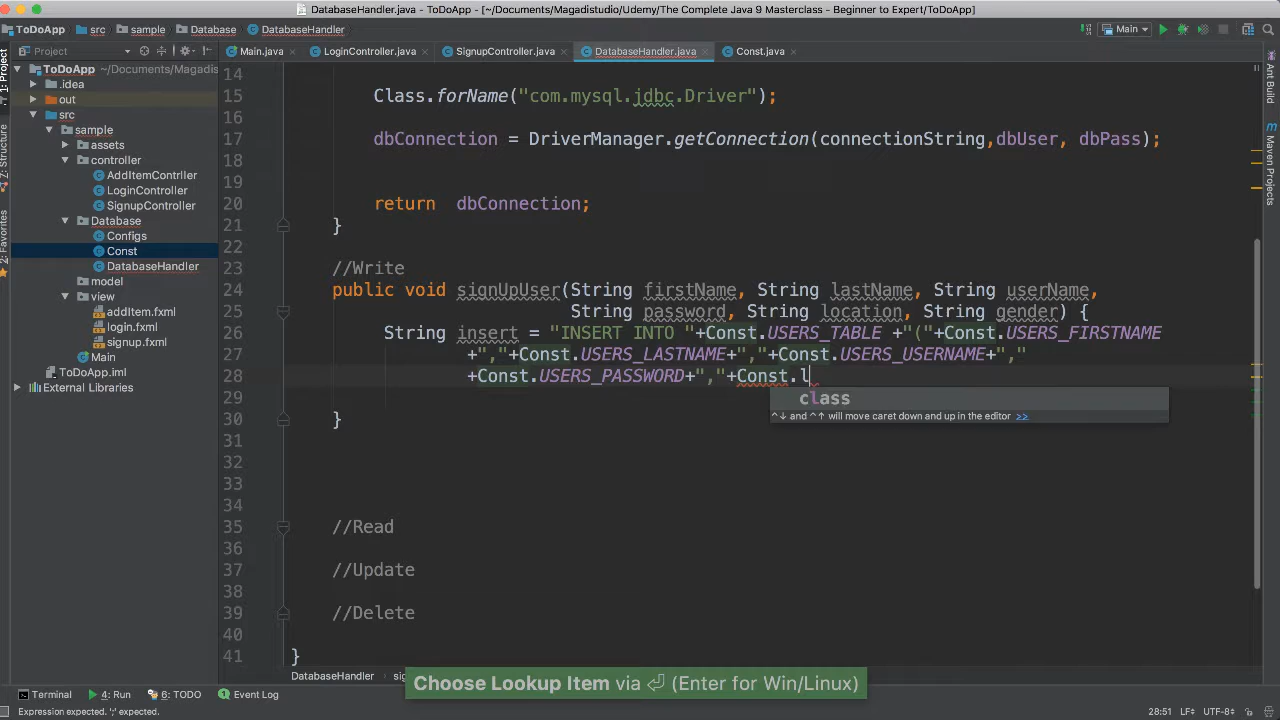 DatabaseHandler.java - ToDoApp - [~/Documents/Magadistudio/Udemy/The Complete Java 9 Masterclass - Beginner to Expert/ToDoApp]
ToDoApp src sample Database DatabaseHandler Main
Project
Main.java LoginController.java SignupController.java DatabaseHandler.java Const.java
ToDoApp ~/Documents/Magadis
.idea
out
src
sample
assets
controller
AddItemContrller
LoginController
SignupController
Database
Configs
Const
DatabaseHandler
model
view
addItem.fxml
login.fxml
signup.fxml
Main
ToDoApp.iml
External Libraries
1: Project
7: Structure
2: Favorites
Ant Build
Maven Projects
14
15 Class.forName("com.mysql.jdbc.Driver");
16
17 dbConnection = DriverManager.getConnection(connectionString,dbUser, dbPass);
18
19
20 return dbConnection;
21 }
22
23 //Write
24 public void signUpUser(String firstName, String lastName, String userName,
25 String password, String location, String gender) {
26 String insert = "INSERT INTO "+Const.USERS_TABLE +"("+Const.USERS_FIRSTNAME
27 +","+Const.USERS_LASTNAME+","+Const.USERS_USERNAME+","
28 +Const.USERS_PASSWORD+","+Const.l
class
^↓ and ^↑ will move caret down and up in the editor >>
29
30 }
31
32
33
34
35 //Read
36
37 //Update
38
39 //Delete
40
41 }
DatabaseHandler
Choose Lookup Item via ⏎ (Enter for Win/Linux)
Terminal 4: Run 6: TODO Event Log
Expression expected. ';' expected. 28:51 LF÷ UTF-8÷